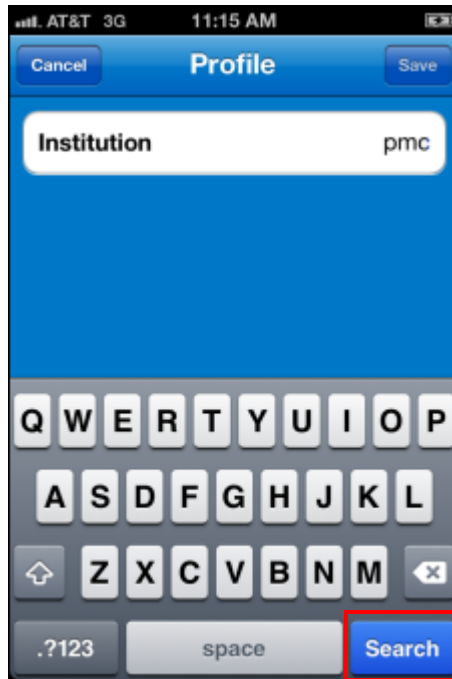 AT&T 3G 11:15 AM
Cancel Profile Save
Institution pmc
Q W E R T Y U I O P
A S D F G H J K L
Z X C V B N M
.?123 space Search